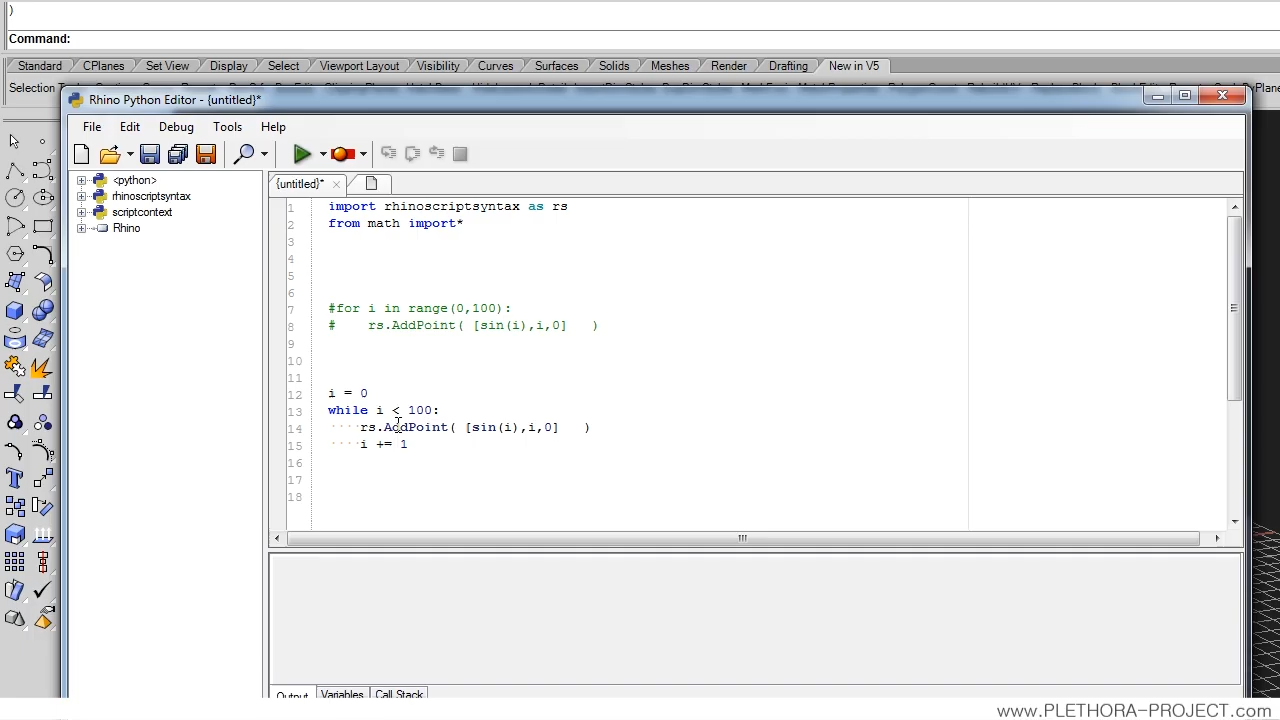 )
Command:
Standard CPlanes Set View Display Select Viewport Layout Visibility Curves Surfaces Solids Meshes Render Drafting New in V5
Selection
Rhino Python Editor - {untitled}*
File Edit Debug Tools Help
{untitled}*
<python>
rhinoscriptsyntax
scriptcontext
Rhino
1 import rhinoscriptsyntax as rs
2 from math import*
3
4
5
6
7 #for i in range(0,100):
8 #    rs.AddPoint( [sin(i),i,0]   )
9
10
11
12 i = 0
13 while i < 100:
14     rs.AddPoint( [sin(i),i,0]   )
15     i += 1
16
17
18
Output Variables Call Stack
www.PLETHORA-PROJECT.com